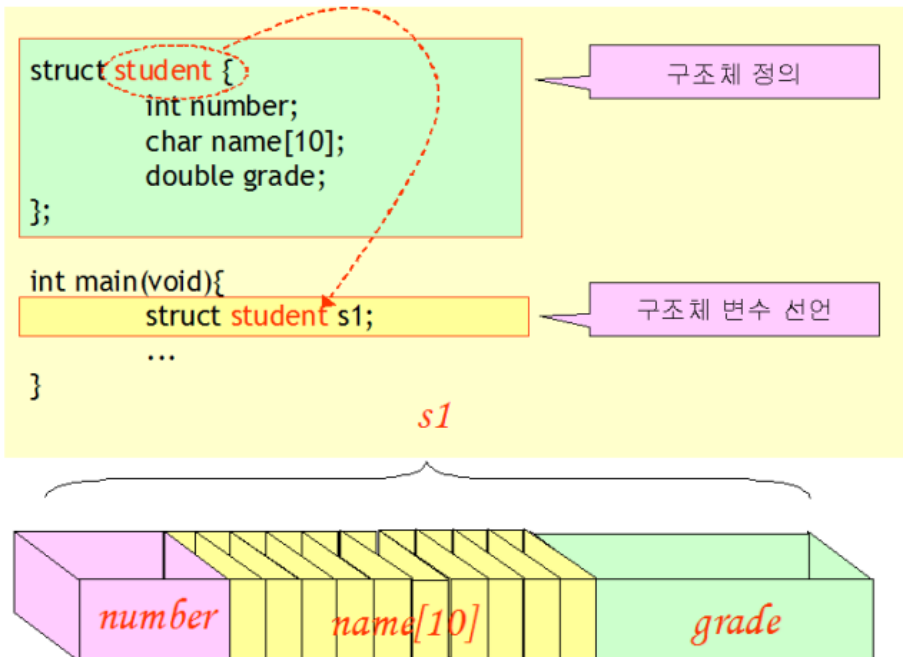 struct student {
구조체 정의
int number;
char name[10];
double grade;
};
int main(void){
struct student s1;
구조체 변수 선언
...
}
s1
number name[10] grade